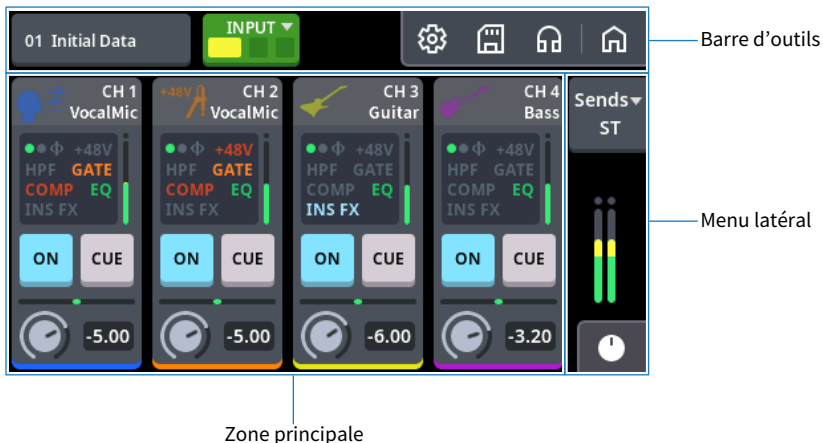 01 Initial Data
INPUT
Barre d’outils
CH 1
VocalMic
+48V
CH 2
VocalMic
CH 3
Guitar
CH 4
Bass
Sends
ST
Φ +48V
HPF GATE
COMP EQ
INS FX
Φ +48V
HPF GATE
COMP EQ
INS FX
Φ +48V
HPF GATE
COMP EQ
INS FX
Φ +48V
HPF GATE
COMP EQ
INS FX
Menu latéral
ON CUE
ON CUE
ON CUE
ON CUE
-5.00
-5.00
-6.00
-3.20
Zone principale